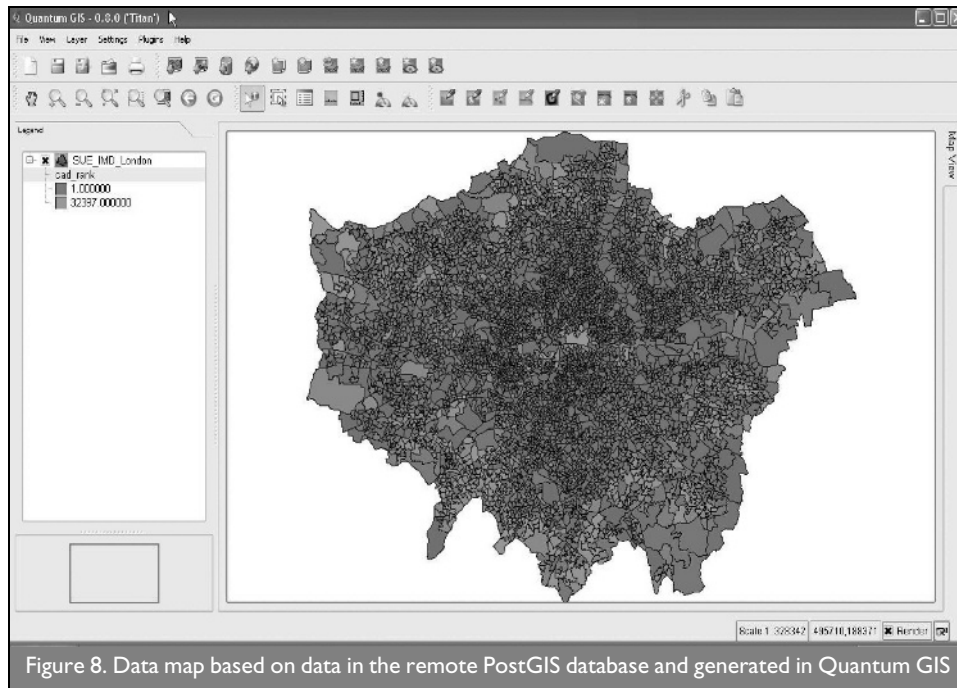 Quantum GIS - 0.8.0 ('Titan')
File View Layer Settings Plugins Help
Legend
SUE_IMD_London
cad_rank
1.000000
32397.000000
Map View
Scale 1: 328342 495710,188371 Render
Figure 8. Data map based on data in the remote PostGIS database and generated in Quantum GIS